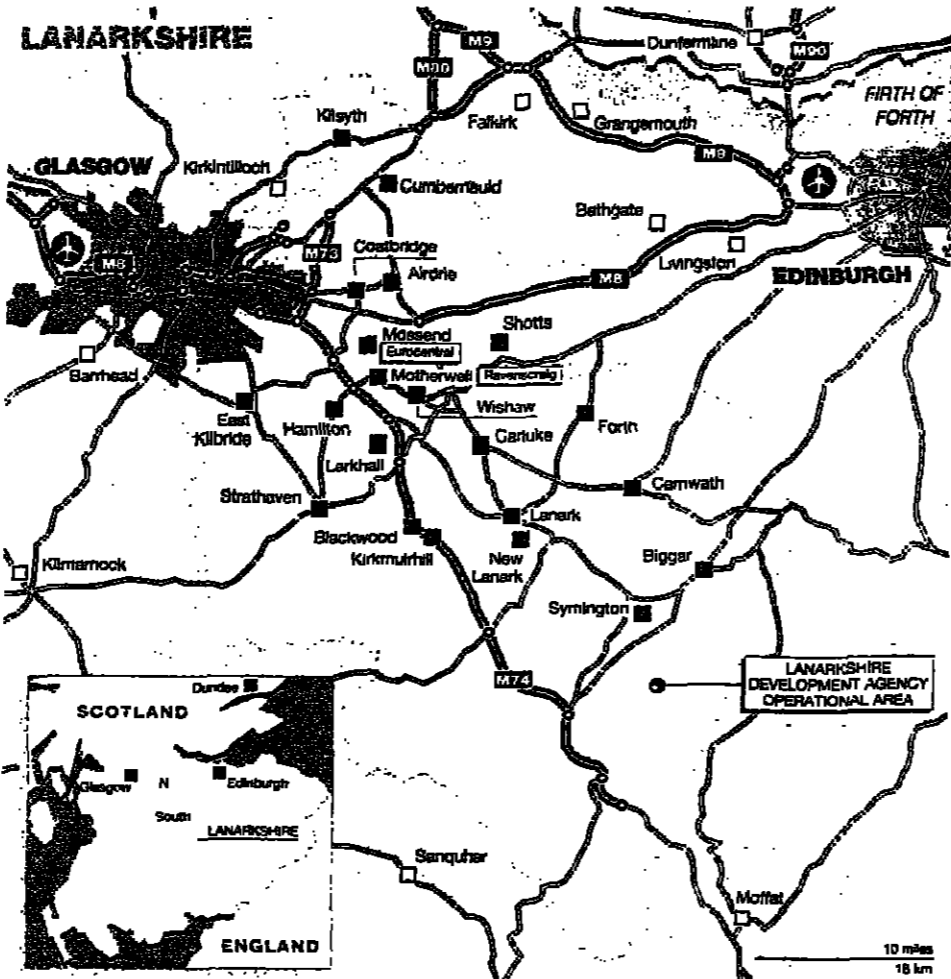 LANARKSHIRE
M9
M80
Dunfermline
M90
FIRTH OF
FORTH
Kilsyth
Falkirk
Grangemouth
GLASGOW
Kirkintilloch
M9
Cumbernauld
Bathgate
Coatbridge
M73
M8
Airdrie
M8
Livingston
EDINBURGH
Mossend
Shotts
Eurocentral
Barrhead
Motherwell
Ravenscraig
Wishaw
East
Kilbride
Hamilton
Forth
Carluke
Larkhall
Strathaven
Carnwath
Lanark
Blackwood
Kirkmuirhill
New
Lanark
Biggar
Kilmarnock
Symington
M74
LANARKSHIRE
DEVELOPMENT AGENCY
OPERATIONAL AREA
Dundee
SCOTLAND
Glasgow
N
Edinburgh
South
LANARKSHIRE
ENGLAND
Sanquhar
Moffat
10 miles
16 km